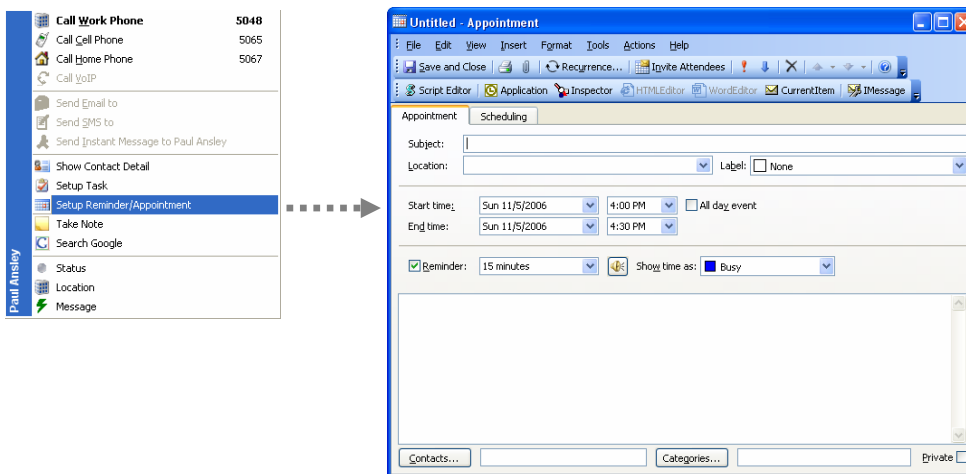 Call Work Phone 5048
Call Cell Phone 5065
Call Home Phone 5067
Call VoIP
Send Email to
Send SMS to
Send Instant Message to Paul Ansley
Show Contact Detail
Setup Task
Setup Reminder/Appointment
Take Note
Search Google
Status
Location
Message
Paul Ansley
Untitled - Appointment
File Edit View Insert Format Tools Actions Help
Save and Close Recurrence... Invite Attendees
Script Editor Application Inspector HTMLEditor WordEditor CurrentItem IMessage
Appointment Scheduling
Subject:
Location: Label: None
Start time: Sun 11/5/2006 4:00 PM All day event
End time: Sun 11/5/2006 4:30 PM
Reminder: 15 minutes Show time as: Busy
Contacts... Categories... Private